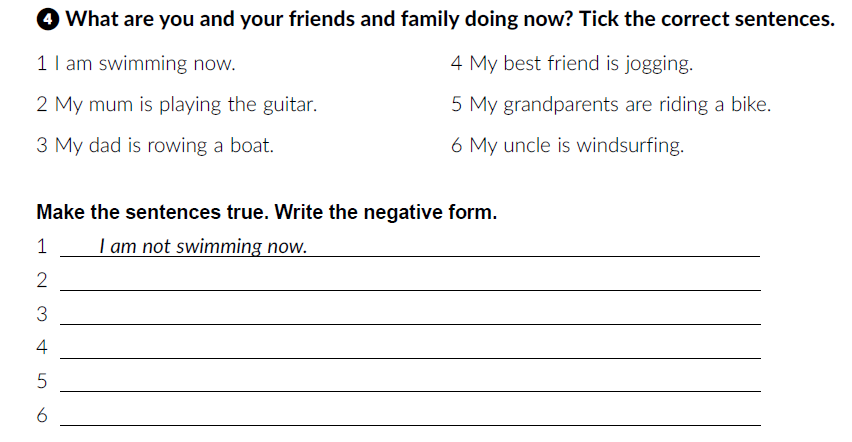 4 What are you and your friends and family doing now? Tick the correct sentences.
1 I am swimming now.
2 My mum is playing the guitar.
3 My dad is rowing a boat.
4 My best friend is jogging.
5 My grandparents are riding a bike.
6 My uncle is windsurfing.
Make the sentences true. Write the negative form.
1 I am not swimming now.
2
3
4
5
6